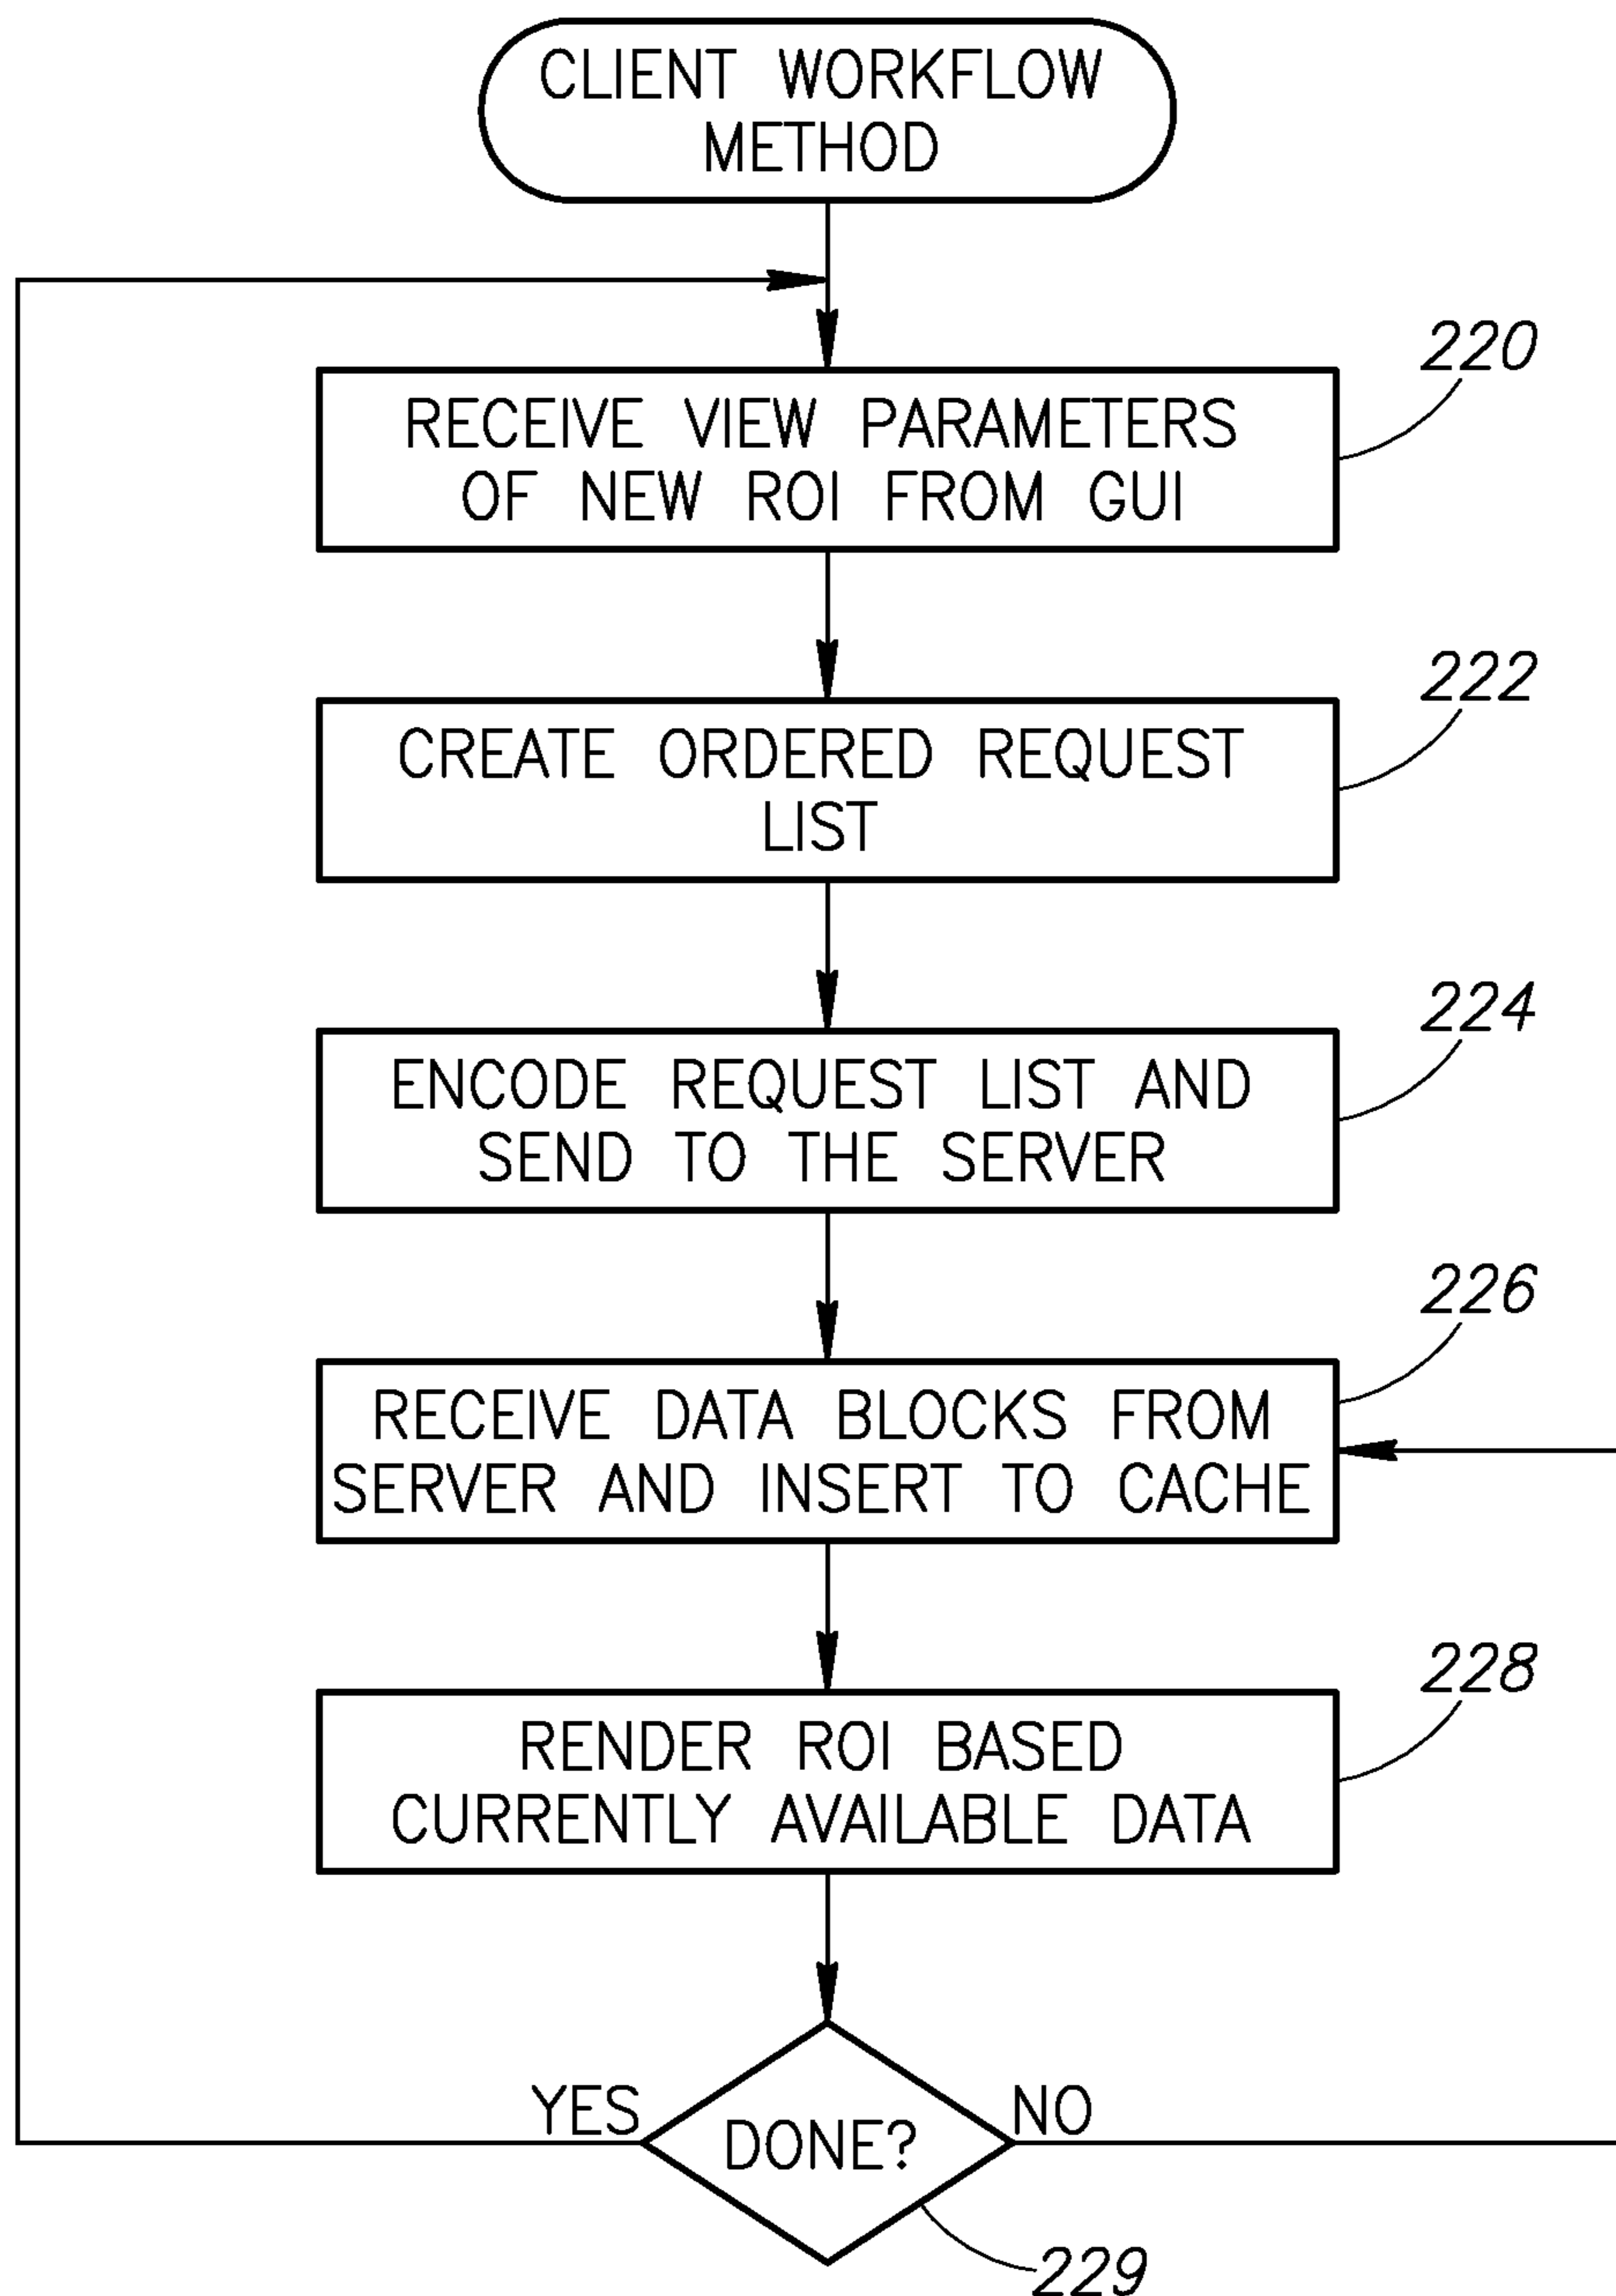 CLIENT WORKFLOW
METHOD
220
RECEIVE VIEW PARAMETERS
OF NEW ROI FROM GUI
222
CREATE ORDERED REQUEST
LIST
224
ENCODE REQUEST LIST AND
SEND TO THE SERVER
226
RECEIVE DATA BLOCKS FROM
SERVER AND INSERT TO CACHE
228
RENDER ROI BASED
CURRENTLY AVAILABLE DATA
YES
NO
DONE?
229